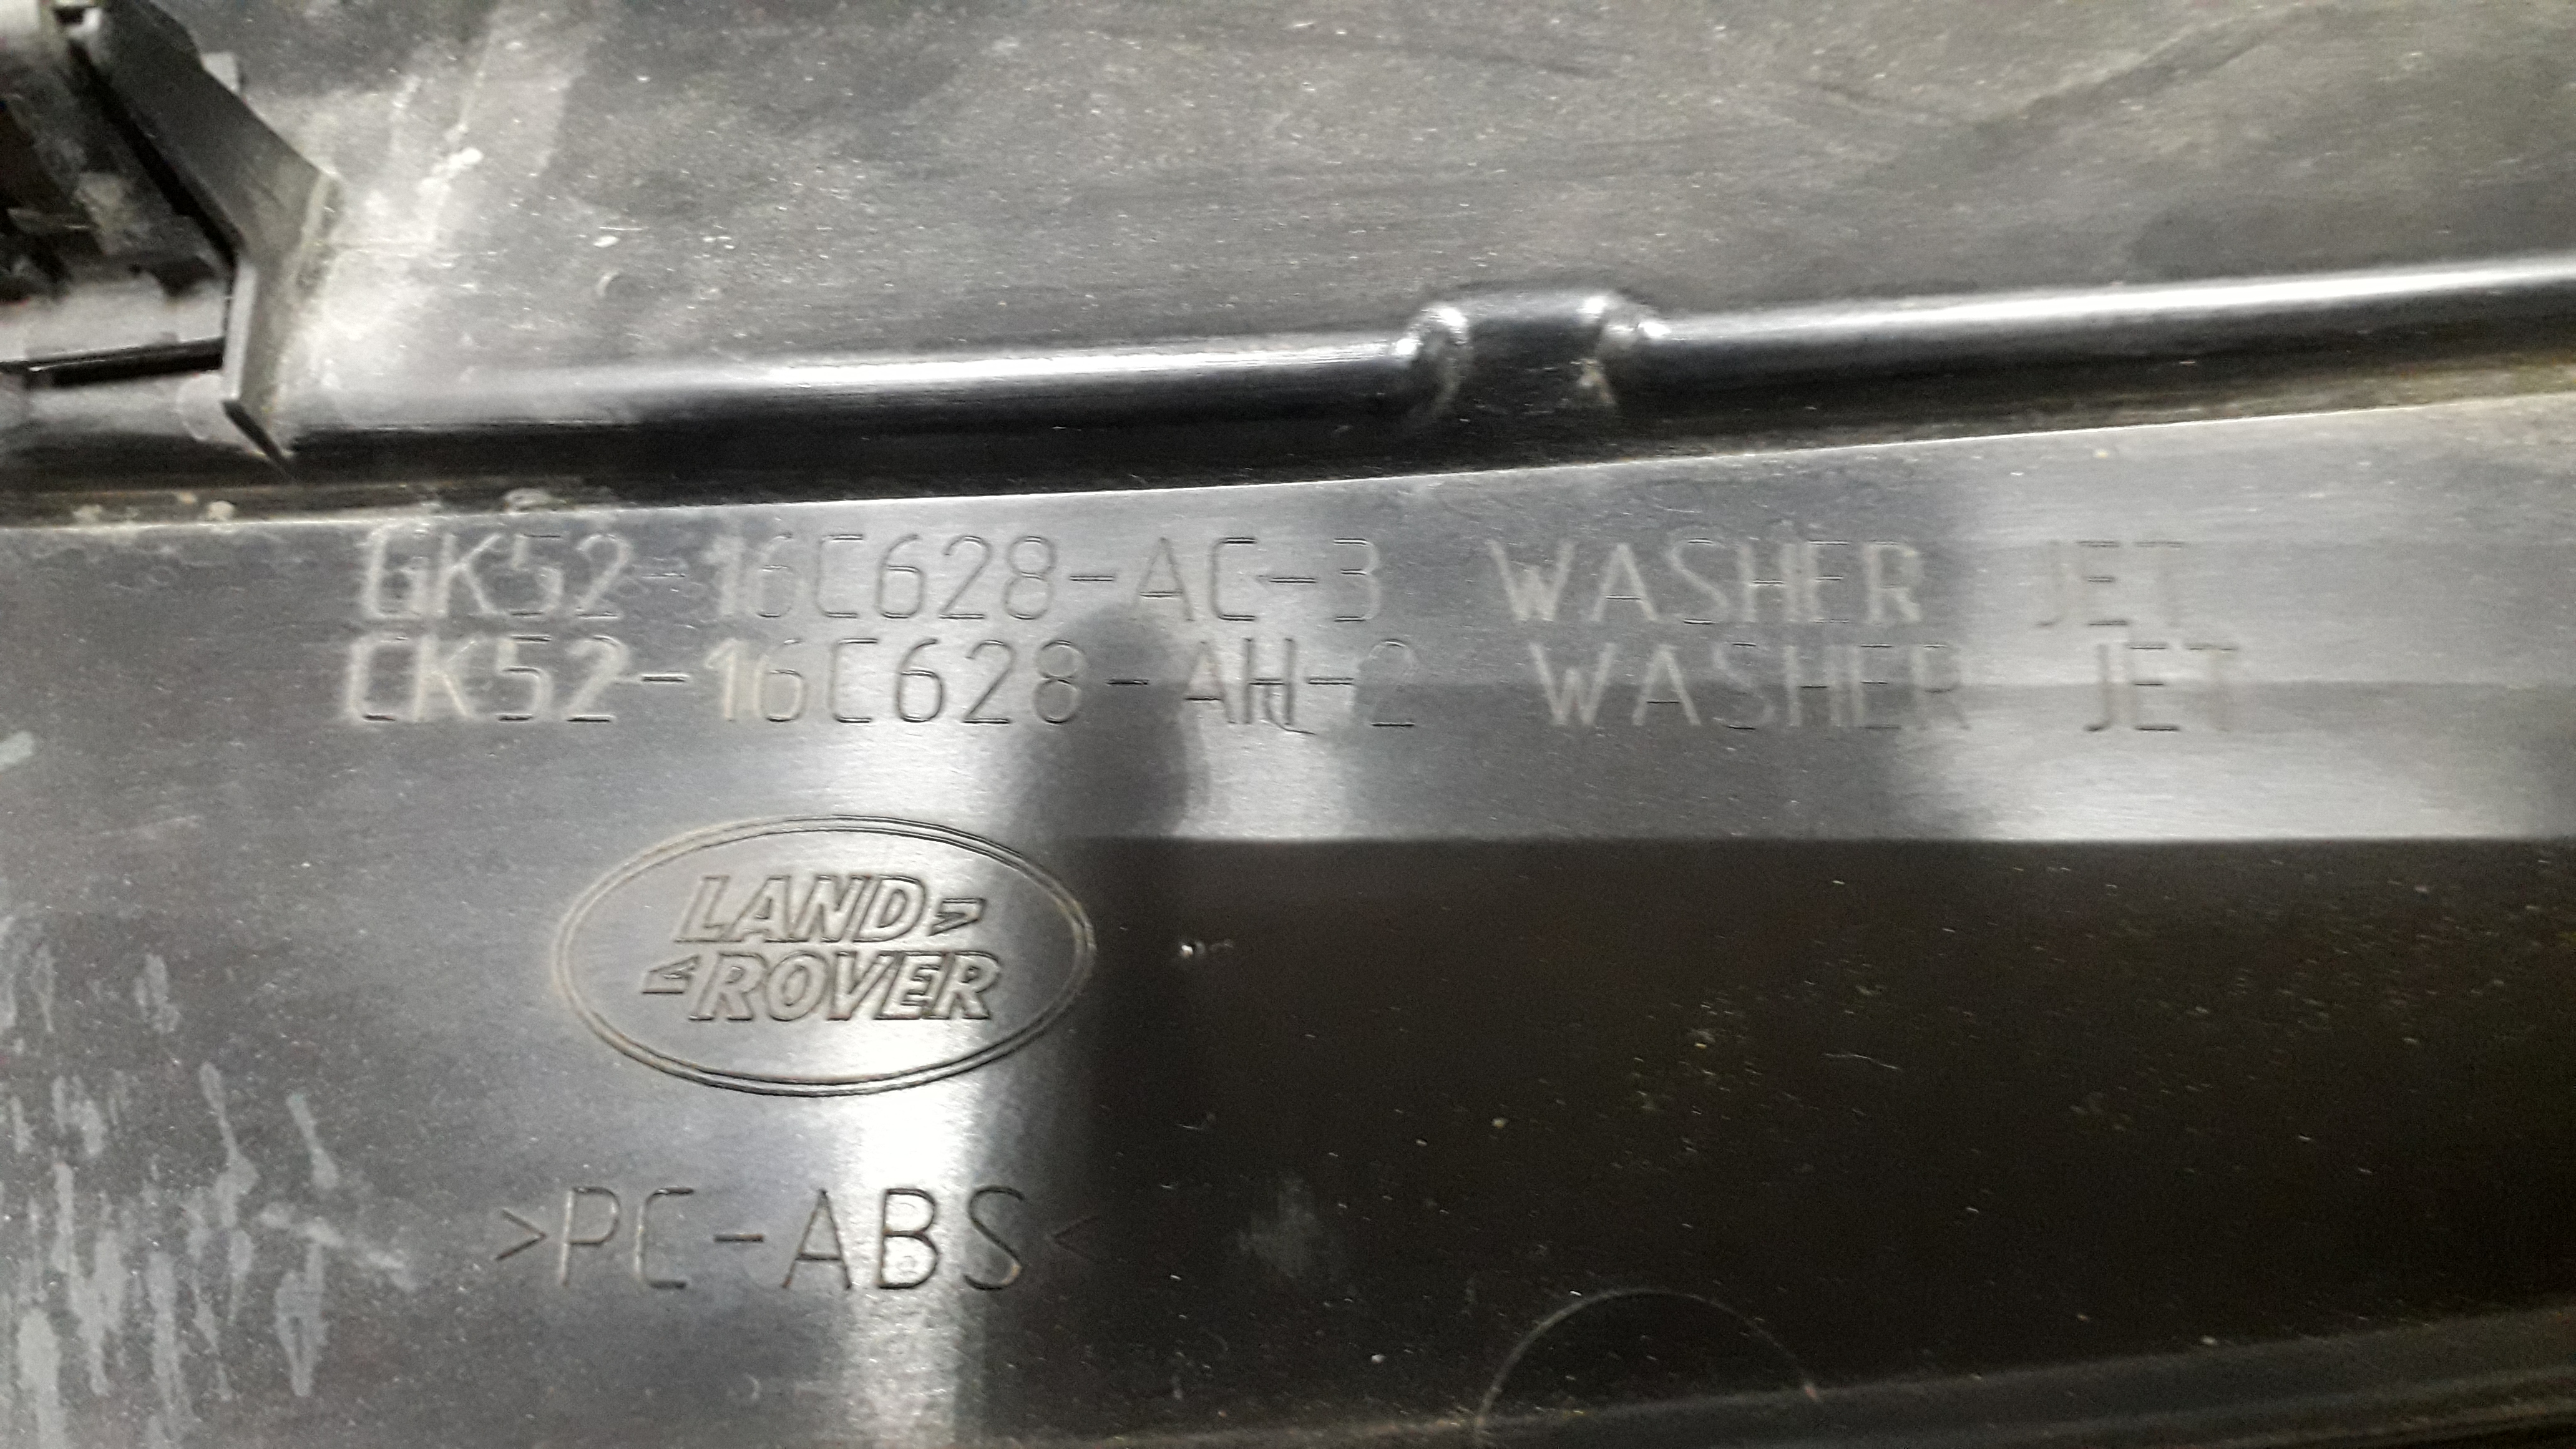 GK52-16C628-AC-3 WASHER JET
CK52-16C628-AH-2 WASHER JET
LAND
ROVER
>PC-ABS<